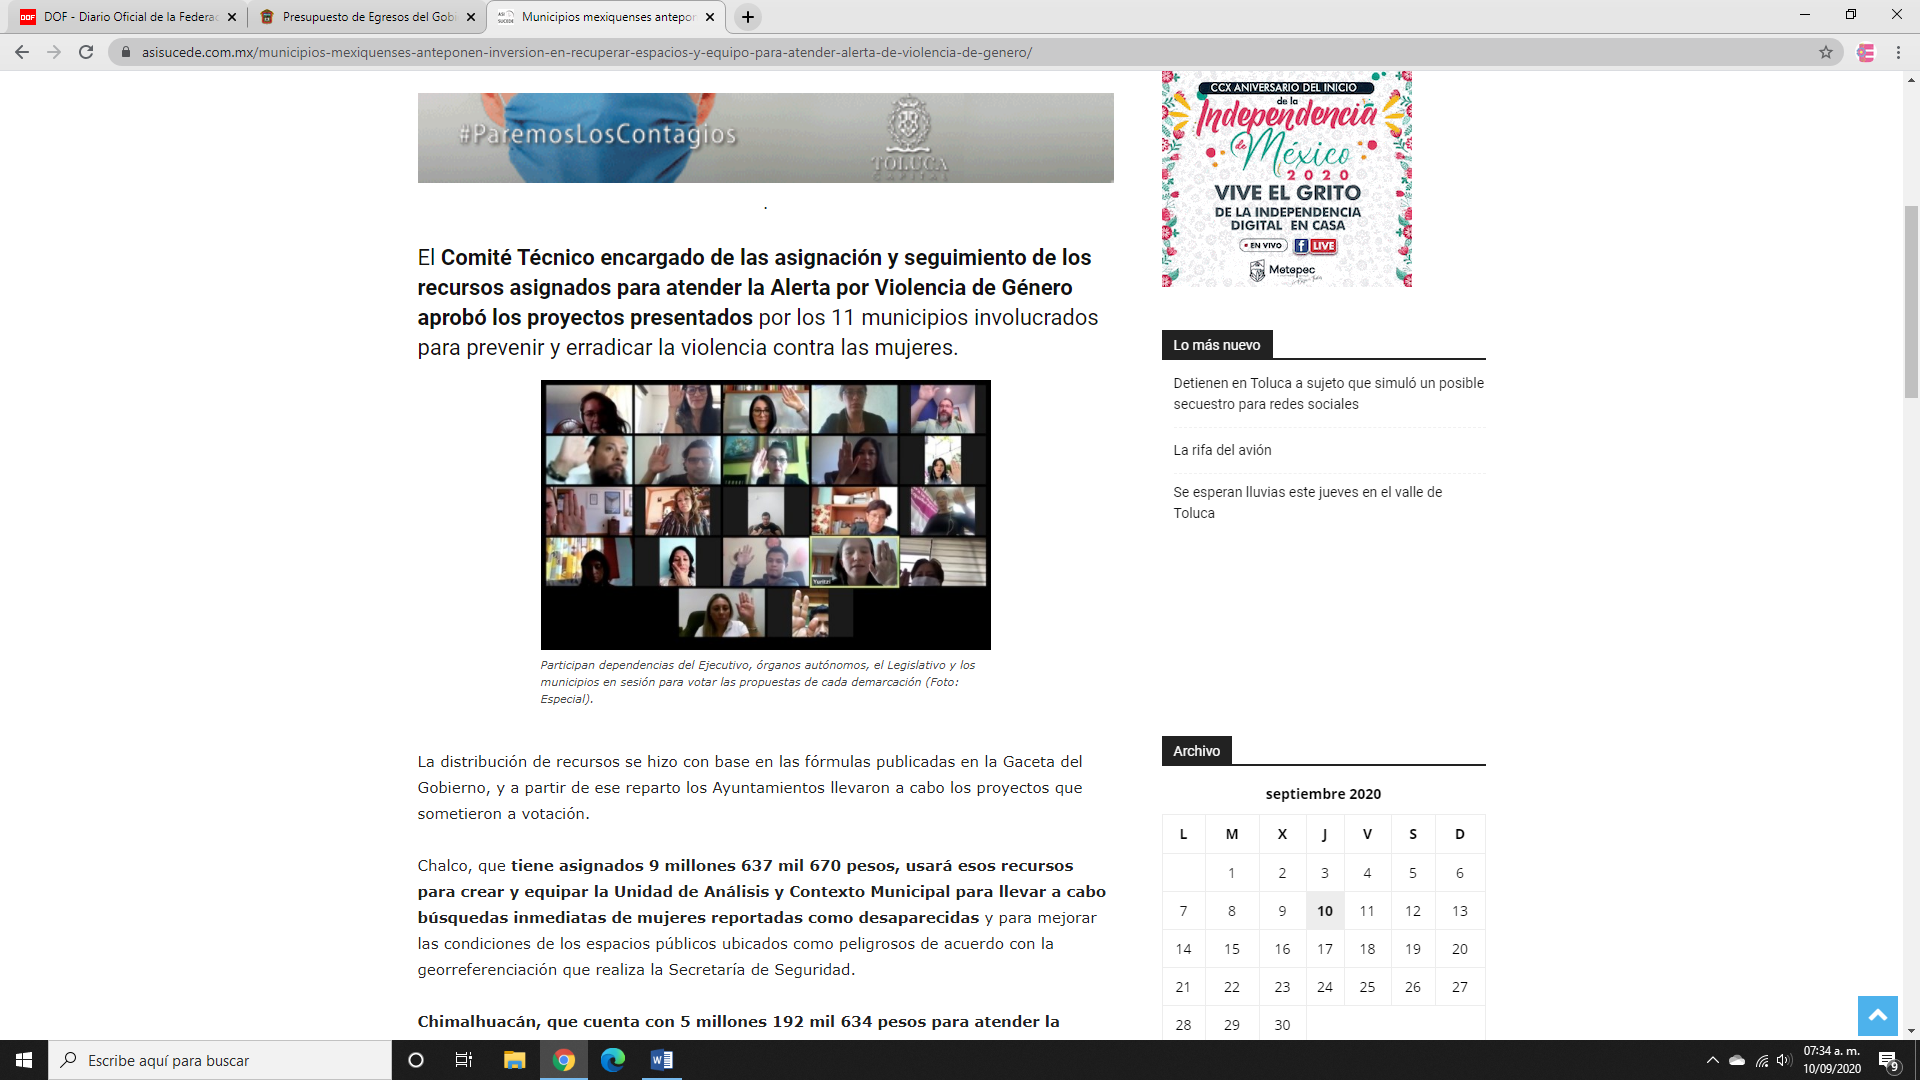 DOF - Diario Oficial de la Federac
Presupuesto de Egresos del Gobi
Municipios mexiquenses antepon
asisucede.com.mx/municipios-mexiquenses-anteponen-inversion-en-recuperar-espacios-y-equipo-para-atender-alerta-de-violencia-de-genero/
#ParemosLosContagios
TOLUCA
CAPITAL
.
El Comité Técnico encargado de las asignación y seguimiento de los
recursos asignados para atender la Alerta por Violencia de Género
aprobó los proyectos presentados por los 11 municipios involucrados
para prevenir y erradicar la violencia contra las mujeres.
Yuritzi
Participan dependencias del Ejecutivo, órganos autónomos, el Legislativo y los
municipios en sesión para votar las propuestas de cada demarcación (Foto:
Especial).
La distribución de recursos se hizo con base en las fórmulas publicadas en la Gaceta del
Gobierno, y a partir de ese reparto los Ayuntamientos llevaron a cabo los proyectos que
sometieron a votación.
Chalco, que tiene asignados 9 millones 637 mil 670 pesos, usará esos recursos
para crear y equipar la Unidad de Análisis y Contexto Municipal para llevar a cabo
búsquedas inmediatas de mujeres reportadas como desaparecidas y para mejorar
las condiciones de los espacios públicos ubicados como peligrosos de acuerdo con la
georreferenciación que realiza la Secretaría de Seguridad.
Chimalhuacán, que cuenta con 5 millones 192 mil 634 pesos para atender la
CCX ANIVERSARIO DEL INICIO
de la
Independencia
de México
2020
VIVE EL GRITO
DE LA INDEPENDENCIA
DIGITAL EN CASA
• EN VIVO f LIVE
Metepec
Lo más nuevo
Detienen en Toluca a sujeto que simuló un posible
secuestro para redes sociales
La rifa del avión
Se esperan lluvias este jueves en el valle de
Toluca
Archivo
septiembre 2020
L M X J V S D
1 2 3 4 5 6
7 8 9 10 11 12 13
14 15 16 17 18 19 20
21 22 23 24 25 26 27
28 29 30
Escribe aquí para buscar
07:34 a. m.
10/09/2020
9